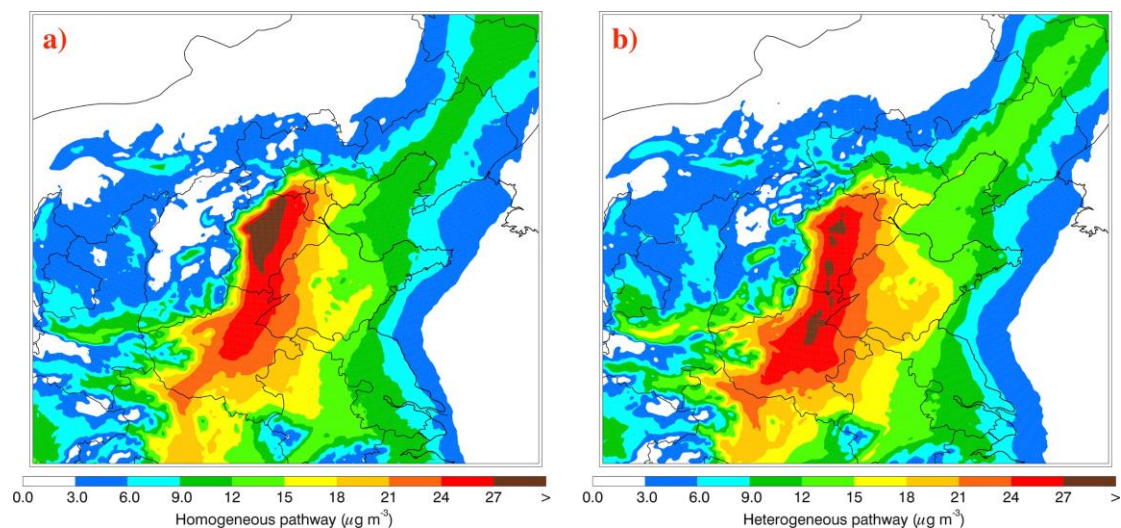 a)
b)
0.0 3.0 6.0 9.0 12 15 18 21 24 27 >
Homogeneous pathway (μg m⁻³)
0.0 3.0 6.0 9.0 12 15 18 21 24 27 >
Heterogeneous pathway (μg m⁻³)